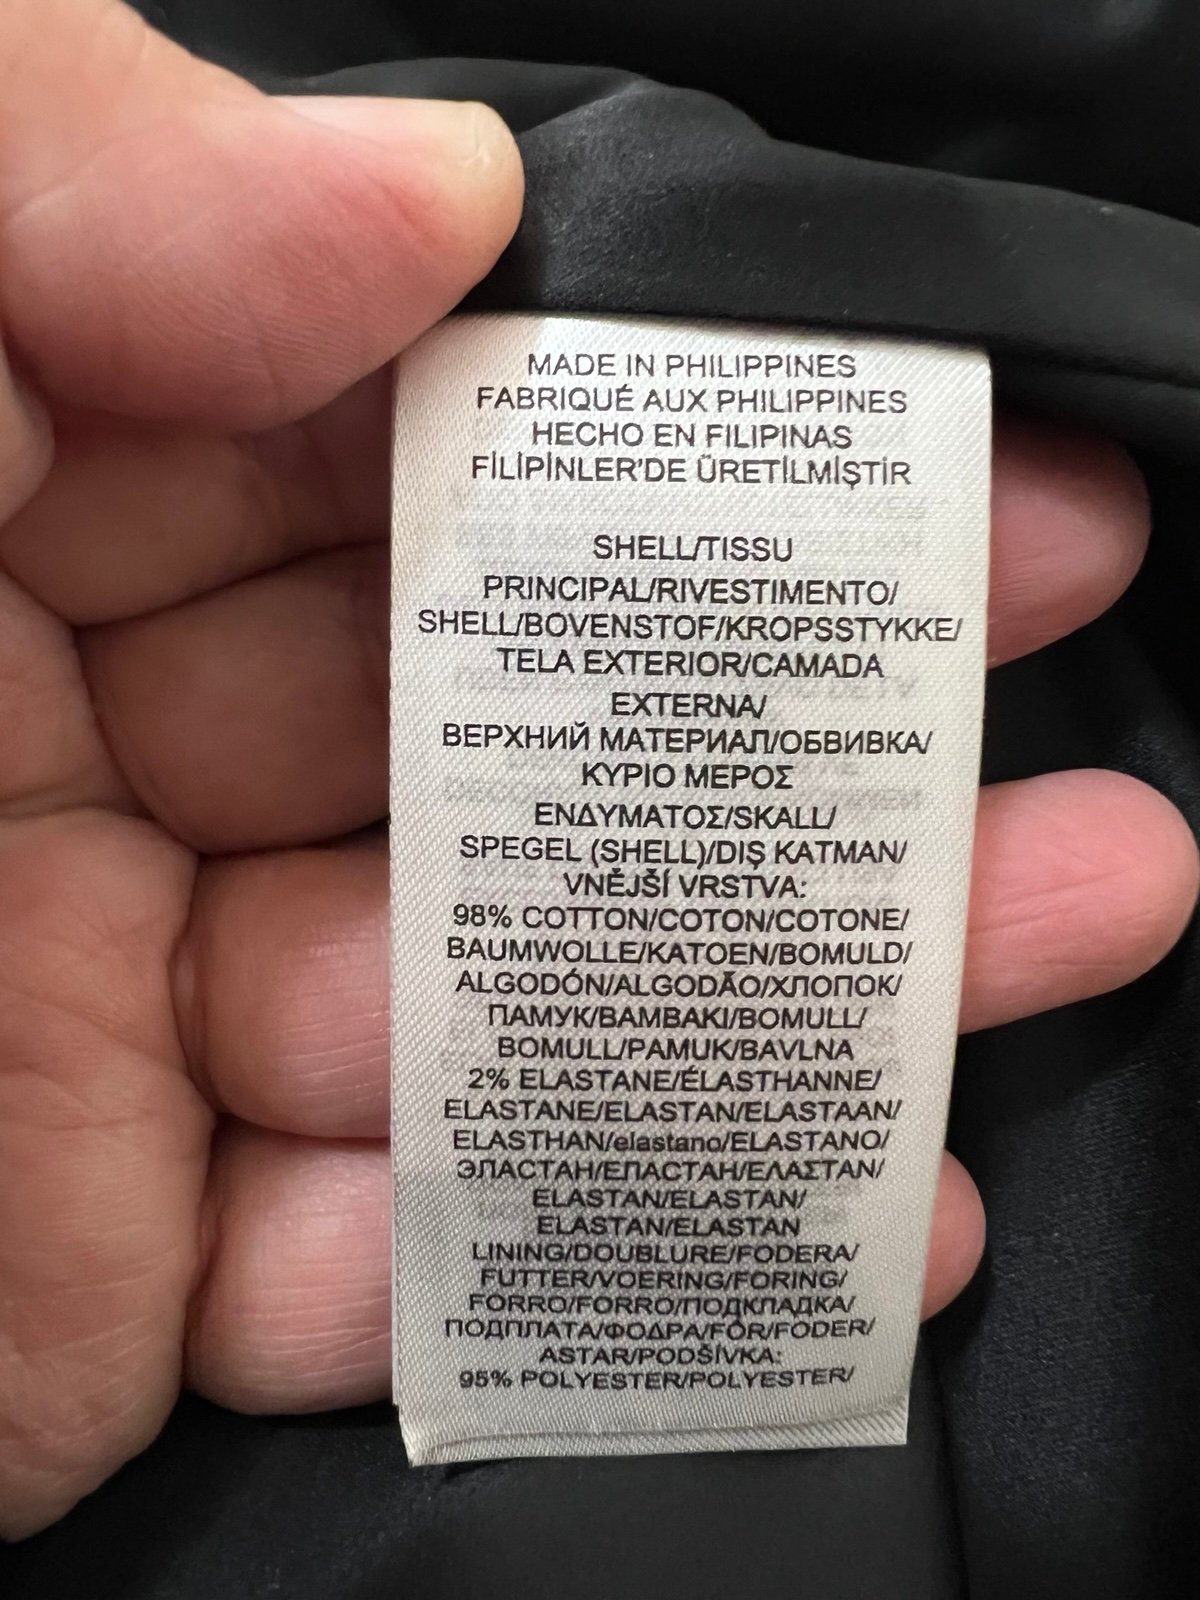 MADE IN PHILIPPINES
FABRIQUÉ AUX PHILIPPINES
HECHO EN FILIPINAS
FİLİPİNLER'DE ÜRETİLMİŞTİR
SHELL/TISSU
PRINCIPAL/RIVESTIMENTO/
SHELL/BOVENSTOF/KROPSSTYKKE/
TELA EXTERIOR/CAMADA
EXTERNA/
ВЕРХНИЙ МАТЕРИАЛ/ОБВИВКА/
ΚΥΡΙΟ ΜΕΡΟΣ
ΕΝΔΥΜΑΤΟΣ/SKALL/
SPEGEL (SHELL)/DIŞ KATMAN/
VNĚJŠÍ VRSTVA:
98% COTTON/COTON/COTONE/
BAUMWOLLE/KATOEN/BOMULD/
ALGODÓN/ALGODÃO/ХЛОПОК/
ПАМУК/ΒΑΜΒΑΚΙ/BOMULL/
BOMULL/PAMUK/BAVLNA
2% ELASTANE/ÉLASTHANNE/
ELASTANE/ELASTAN/ELASTAAN/
ELASTHAN/elastano/ELASTANO/
ЭЛАСТАН/ЕЛАСТАН/ΕΛΑΣΤΑΝ/
ELASTAN/ELASTAN/
ELASTAN/ELASTAN
LINING/DOUBLURE/FODERA/
FUTTER/VOERING/FORING/
FORRO/FORRO/ПОДКЛАДКА/
ПОДПЛАТА/ΦΟΔΡΑ/FÔR/FODER/
ASTAR/PODŠÍVKA:
95% POLYESTER/POLYESTER/